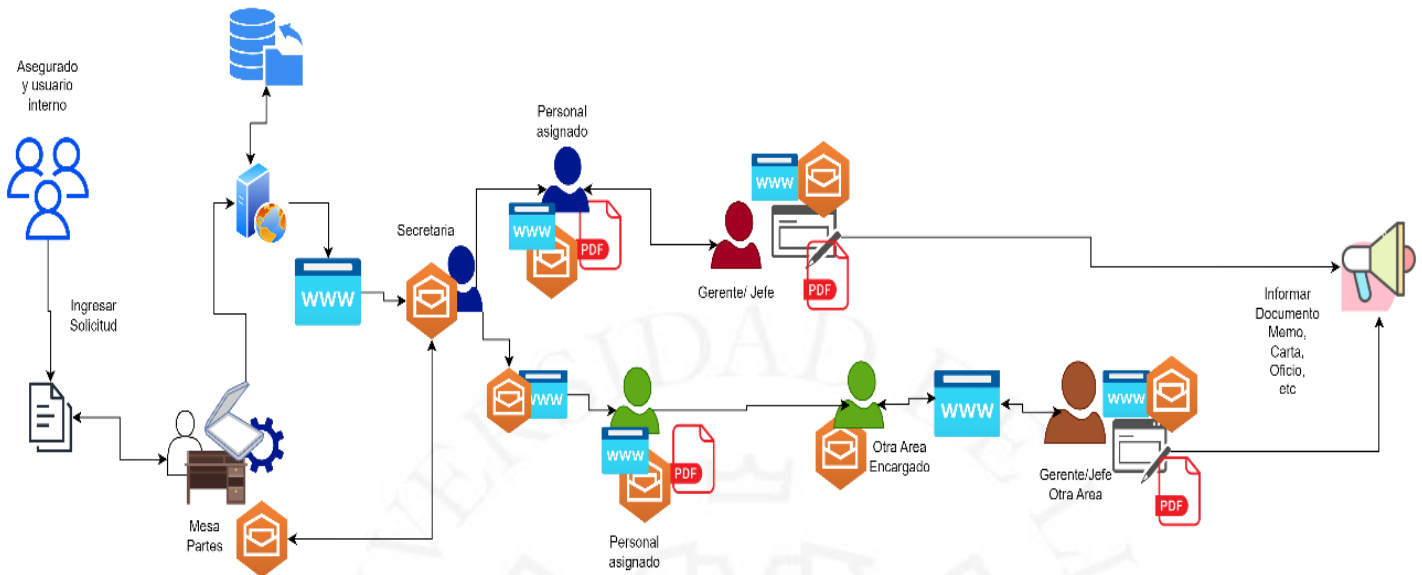 Asegurado
y usuario
interno
Ingresar
Solicitud
Mesa
Partes
WWW
Secretaria
Personal
asignado
WWW
PDF
Gerente/ Jefe
WWW
PDF
WWW
Personal
asignado
WWW
PDF
Otra Area
Encargado
WWW
Gerente/Jefe
Otra Area
WWW
PDF
Informar
Documento
Memo,
Carta,
Oficio,
etc